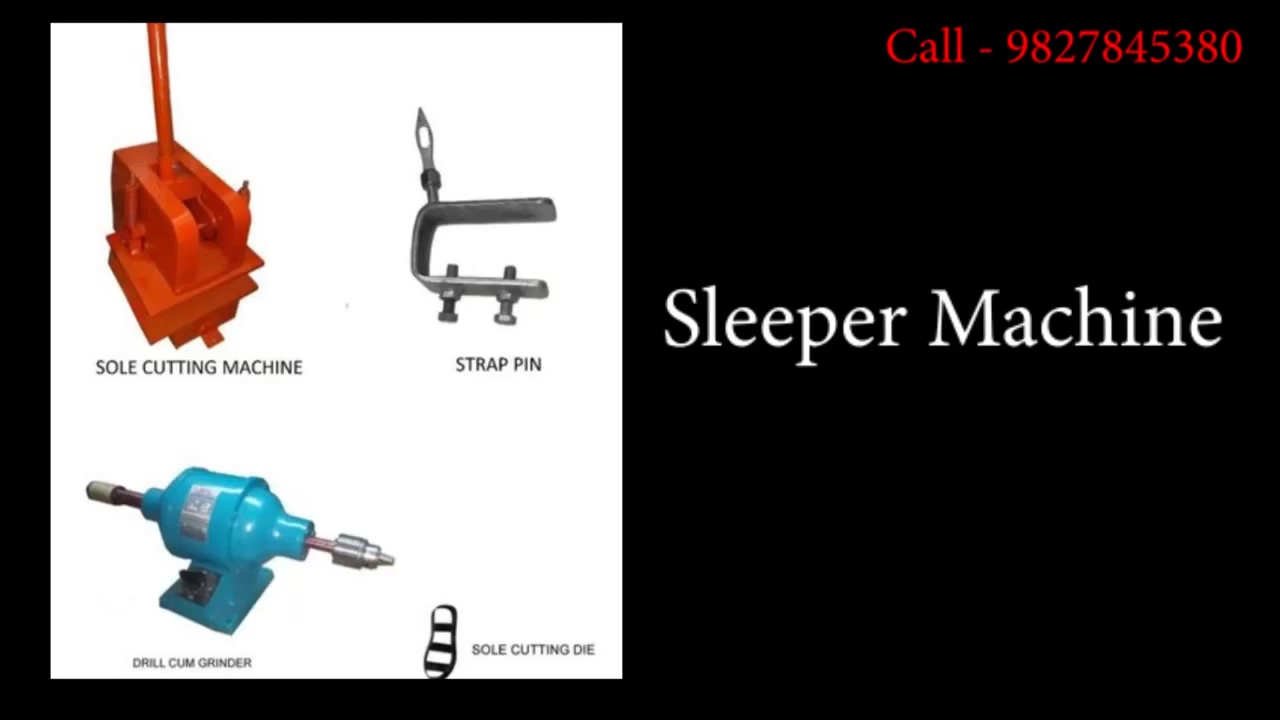 Call - 9827845380
SOLE CUTTING MACHINE
STRAP PIN
Sleeper Machine
DRILL CUM GRINDER
SOLE CUTTING DIE